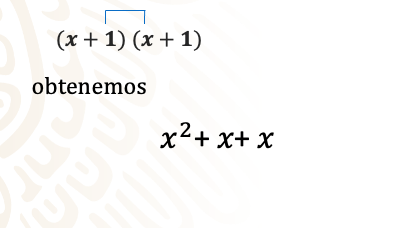 (x + 1) (x + 1)
obtenemos
x²+ x+ x